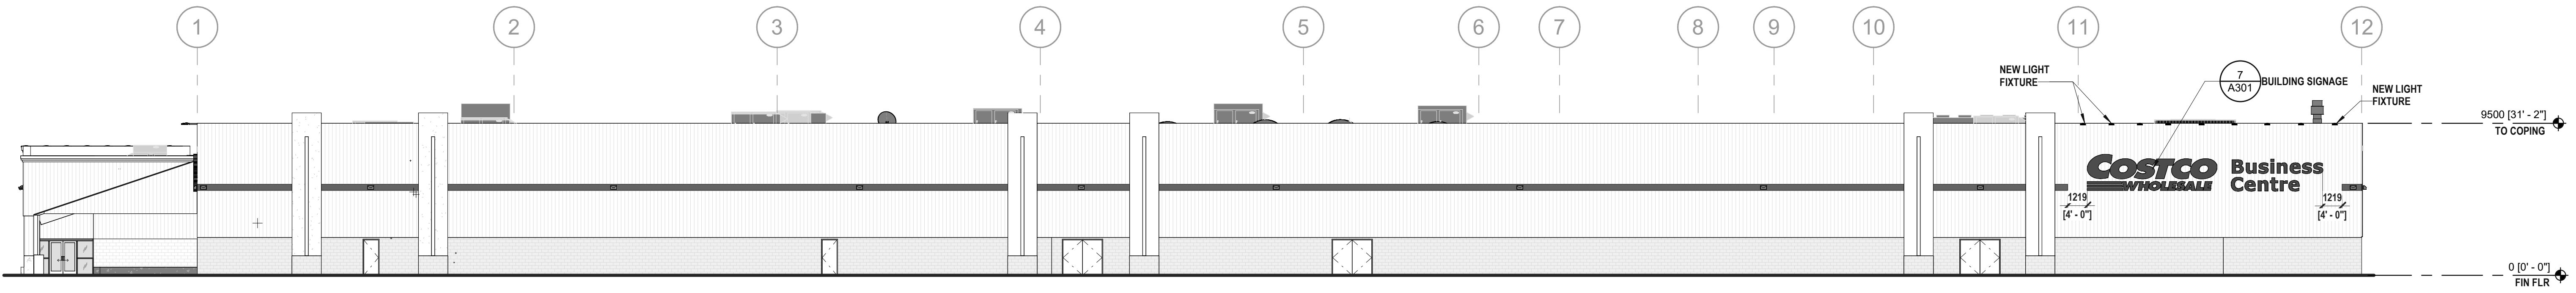 1 2 3 4 5 6 7 8 9 10 11 12
NEW LIGHT
FIXTURE
7
A301
BUILDING SIGNAGE
NEW LIGHT
FIXTURE
9500 [31' - 2"]
TO COPING
COSTCO
WHOLESALE
Business
Centre
1219
[4' - 0"]
1219
[4' - 0"]
0 [0' - 0"]
FIN FLR